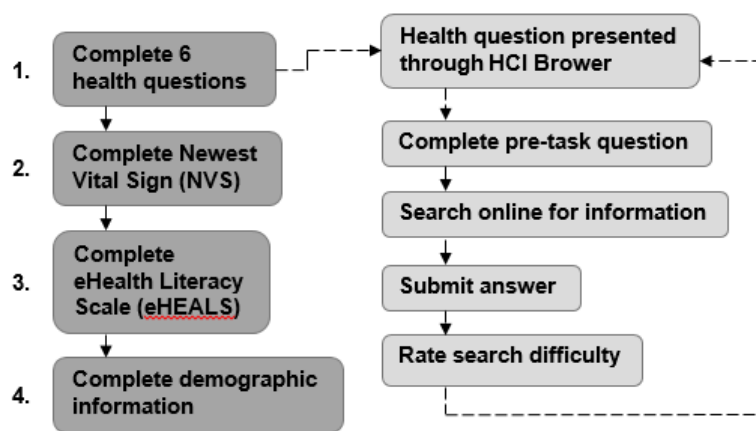 1.
Complete 6
health questions
2.
Complete Newest
Vital Sign (NVS)
3.
Complete
eHealth Literacy
Scale (eHEALS)
4.
Complete demographic
information
Health question presented
through HCI Brower
Complete pre-task question
Search online for information
Submit answer
Rate search difficulty